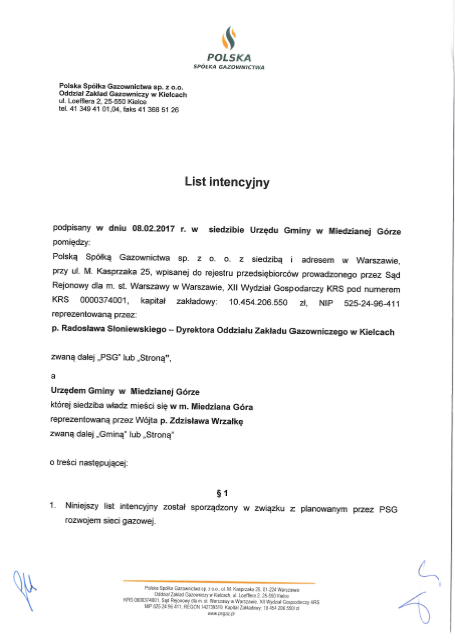 POLSKA
SPÓŁKA GAZOWNICTWA
Polska Spółka Gazownictwa sp. z o.o.
Oddział Zakład Gazowniczy w Kielcach
ul. Loefflera 2, 25-550 Kielce
tel. 41 349 41 01,04, faks 41 368 51 26
List intencyjny
podpisany w dniu 08.02.2017 r. w siedzibie Urzędu Gminy w Miedzianej Górze
pomiędzy:
Polską Spółką Gazownictwa sp. z o. o. z siedzibą i adresem w Warszawie,
przy ul. M. Kasprzaka 25, wpisanej do rejestru przedsiębiorców prowadzonego przez Sąd
Rejonowy dla m. st. Warszawy w Warszawie, XII Wydział Gospodarczy KRS pod numerem
KRS 0000374001, kapitał zakładowy: 10.454.206.550 zł, NIP 525-24-96-411
reprezentowaną przez:
p. Radosława Słoniewskiego – Dyrektora Oddziału Zakładu Gazowniczego w Kielcach
zwaną dalej „PSG” lub „Stroną”,
a
Urzędem Gminy w Miedzianej Górze
której siedziba władz mieści się w m. Miedziana Góra
reprezentowaną przez Wójta p. Zdzisława Wrzałkę
zwaną dalej „Gminą” lub „Stroną”
o treści następującej:
§ 1
1. Niniejszy list intencyjny został sporządzony w związku z planowanym przez PSG
rozwojem sieci gazowej.
Polska Spółka Gazownictwa sp. z o.o., ul. M. Kasprzaka 25, 01-224 Warszawa
Oddział Zakład Gazowniczy w Kielcach, ul. Loefflera 2, 25-550 Kielce
KRS 0000374001, Sąd Rejonowy dla m. st. Warszawy w Warszawie, XII Wydział Gospodarczy KRS
NIP 525 24 96 411, REGON 142739519 Kapitał Zakładowy: 10 454 206 550 zł
www.psgaz.pl